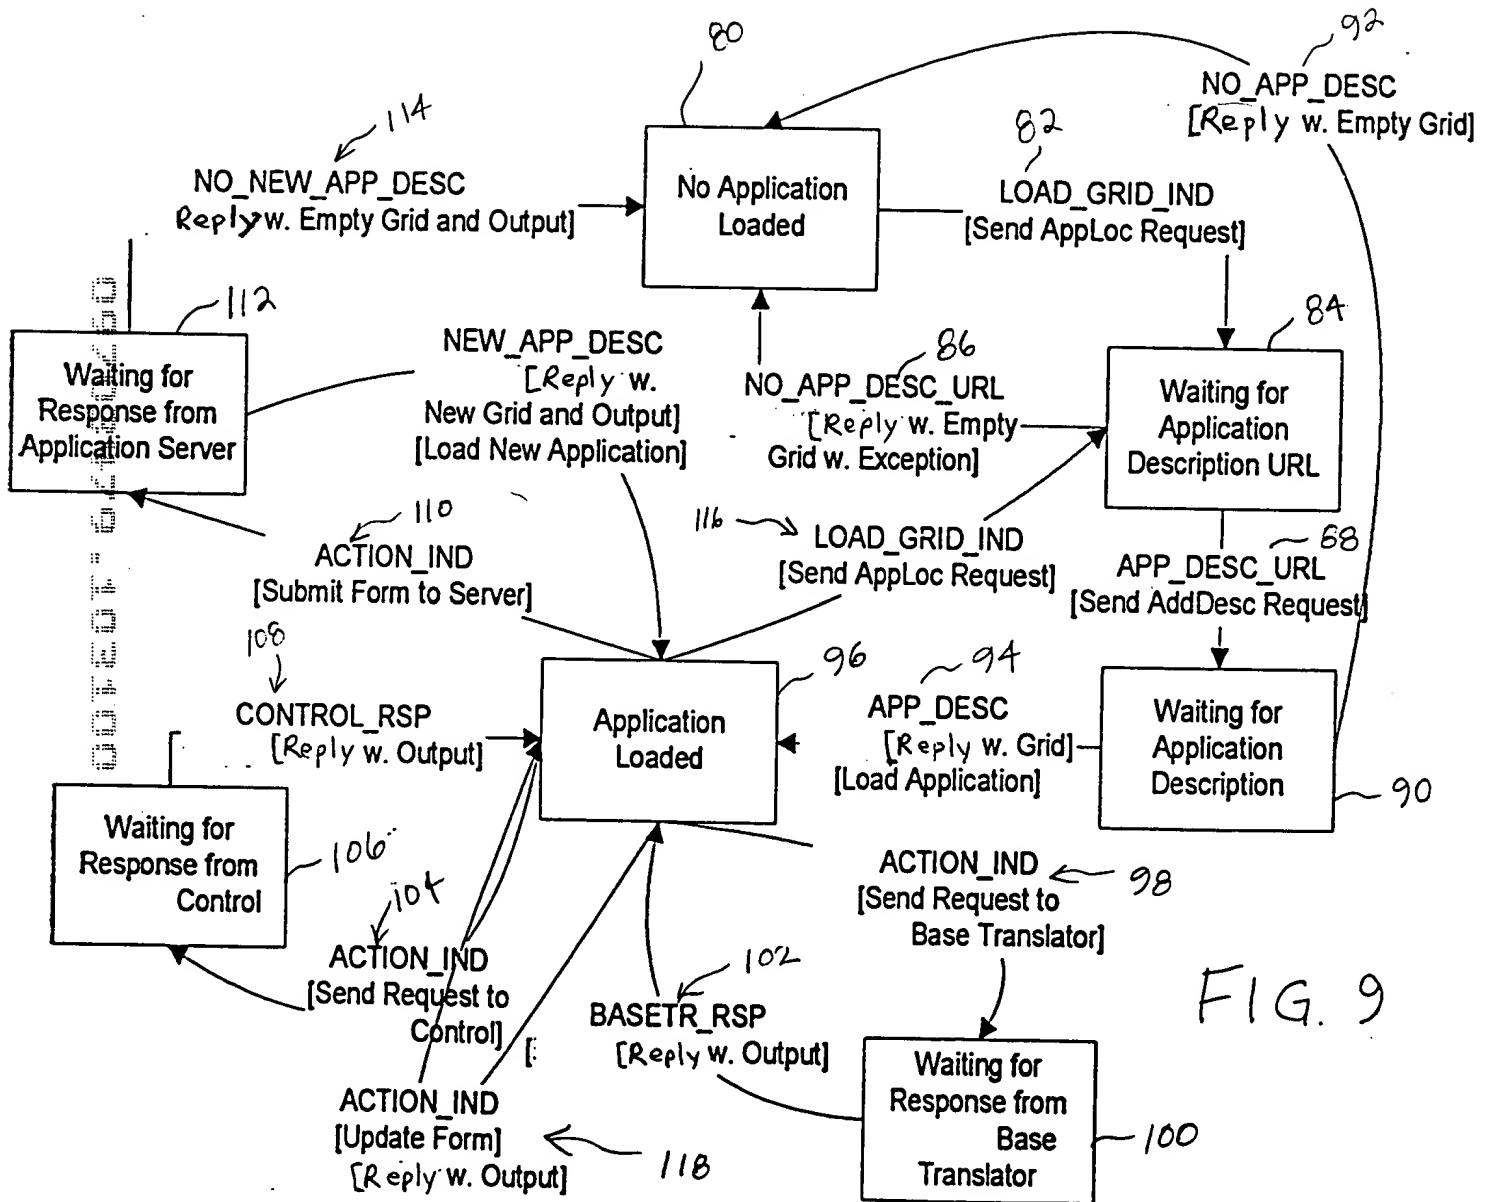 80
92
NO_APP_DESC
[Reply w. Empty Grid]
114
NO_NEW_APP_DESC
Reply w. Empty Grid and Output]
No Application
Loaded
82
LOAD_GRID_IND
[Send AppLoc Request]
112
Waiting for
Response from
Application Server
NEW_APP_DESC
[Reply w.
New Grid and Output]
[Load New Application]
86
NO_APP_DESC_URL
[Reply w. Empty
Grid w. Exception]
84
Waiting for
Application
Description URL
110
ACTION_IND
[Submit Form to Server]
116
LOAD_GRID_IND
[Send AppLoc Request]
68
APP_DESC_URL
[Send AddDesc Request]
108
CONTROL_RSP
[Reply w. Output]
96
Application
Loaded
94
APP_DESC
[Reply w. Grid]
[Load Application]
Waiting for
Application
Description
90
Waiting for
Response from
Control
106
104
ACTION_IND
[Send Request to
Control]
ACTION_IND
[Send Request to
Base Translator]
98
102
BASETR_RSP
[Reply w. Output]
[
ACTION_IND
[Update Form]
[Reply w. Output]
118
Waiting for
Response from
Base
Translator
100
FIG. 9